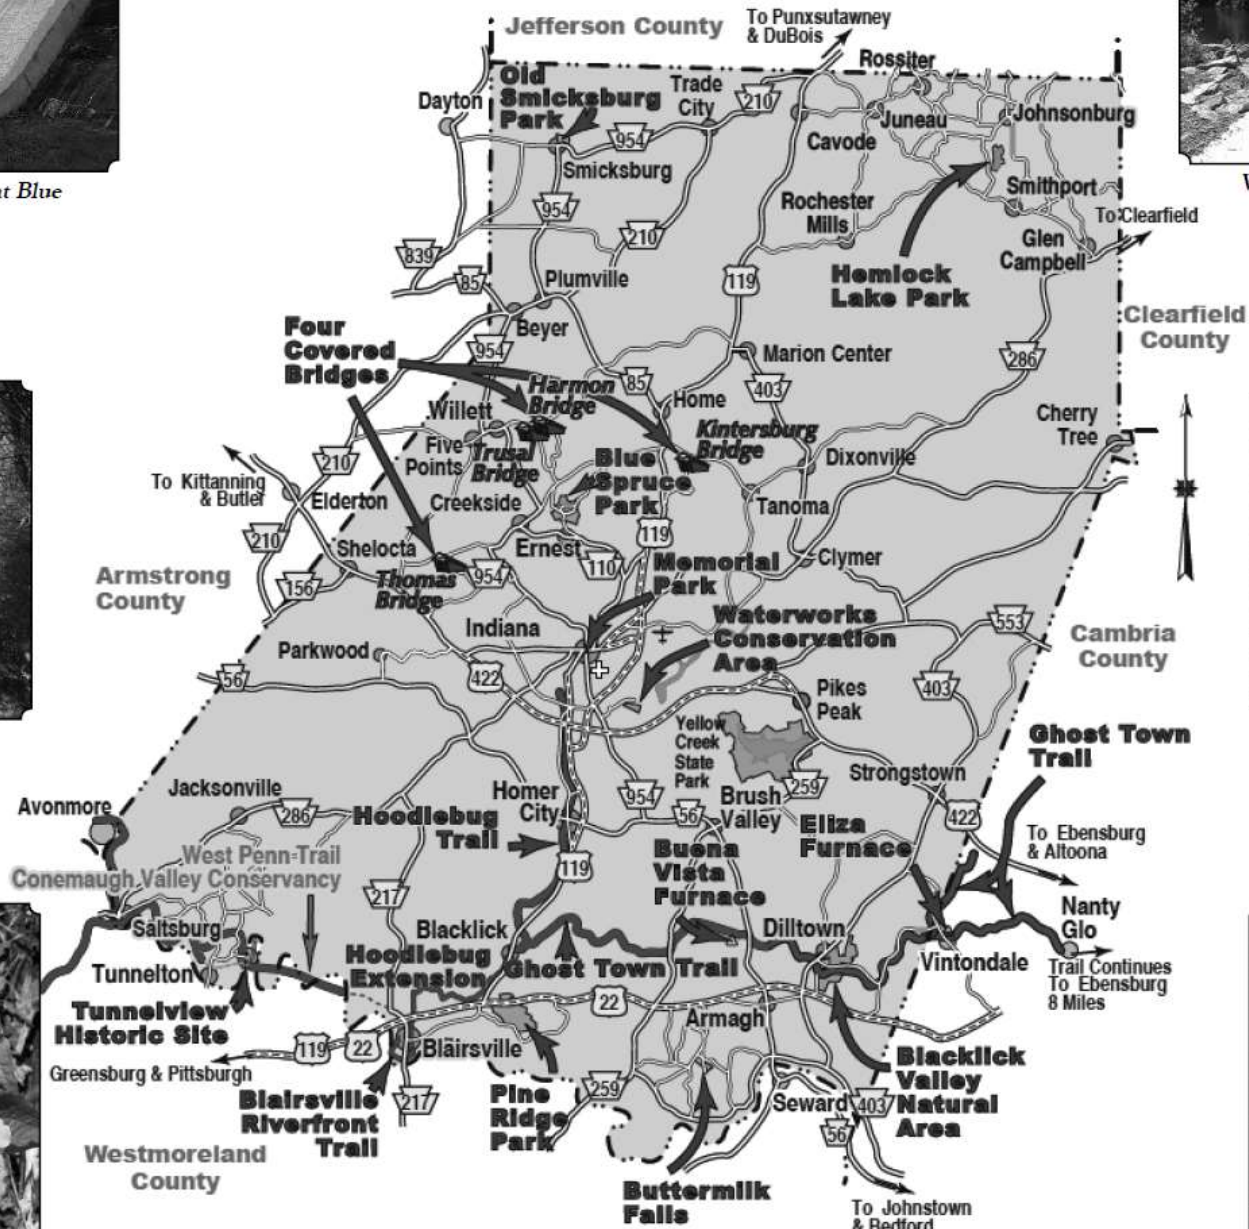 Jefferson County
To Punxsutawney
& DuBois
Rossiter
Old
Smicksburg
Park
Trade
City
210
Dayton
Juneau
Johnsonburg
954
Cavode
Smicksburg
t Blue
Smithport
954
Rochester
Mills
To Clearfield
210
Glen
Campbell
839
85
119
Plumville
Hemlock
Lake Park
Clearfield
County
Four
Covered
Bridges
Beyer
954
Marion Center
286
85
403
Harmon
Bridge
Home
Willett
Cherry
Tree
Kintersburg
Bridge
Five
Points
Trusal
Bridge
Blue
Spruce
Park
Dixonville
210
To Kittanning
& Butler
Elderton
Creekside
Tanoma
119
210
Shelocta
Ernest
110
Clymer
Memorial
Park
Armstrong
County
156
Thomas
Bridge
954
Waterworks
Conservation
Area
553
Indiana
Cambria
County
Parkwood
56
422
403
Pikes
Peak
Yellow
Creek
State
Park
Ghost Town
Trail
Strongstown
Jacksonville
Homer
City
954
259
Avonmore
286
56
Brush
Valley
422
Hoodlebug
Trail
Eliza
Furnace
To Ebensburg
& Altoona
West Penn Trail
Conemaugh Valley Conservancy
119
Buena
Vista
Furnace
217
Nanty
Glo
Saltsburg
Blacklick
Dilltown
Hoodlebug
Extension
Ghost Town Trail
Vintondale
Tunnelton
Trail Continues
To Ebensburg
8 Miles
Tunnelview
Historic Site
22
Armagh
119
22
Blairsville
Greensburg & Pittsburgh
Blacklick
Valley
Natural
Area
Blairsville
Riverfront
Trail
217
Pine
Ridge
Park
259
Seward
403
56
Westmoreland
County
Buttermilk
Falls
To Johnstown
& Bedford